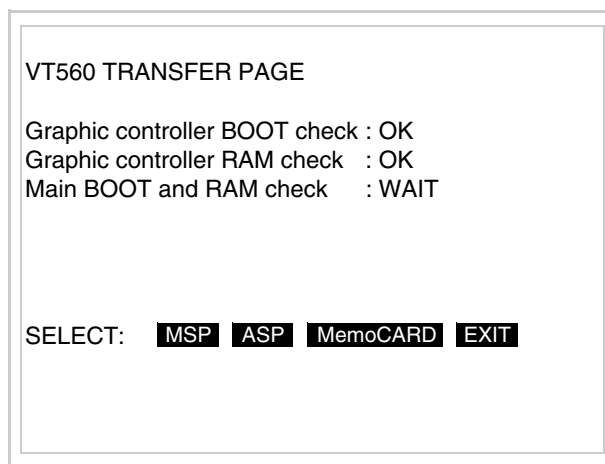 VT560 TRANSFER PAGE
Graphic controller BOOT check : OK
Graphic controller RAM check : OK
Main BOOT and RAM check : WAIT
SELECT: MSP ASP MemoCARD EXIT